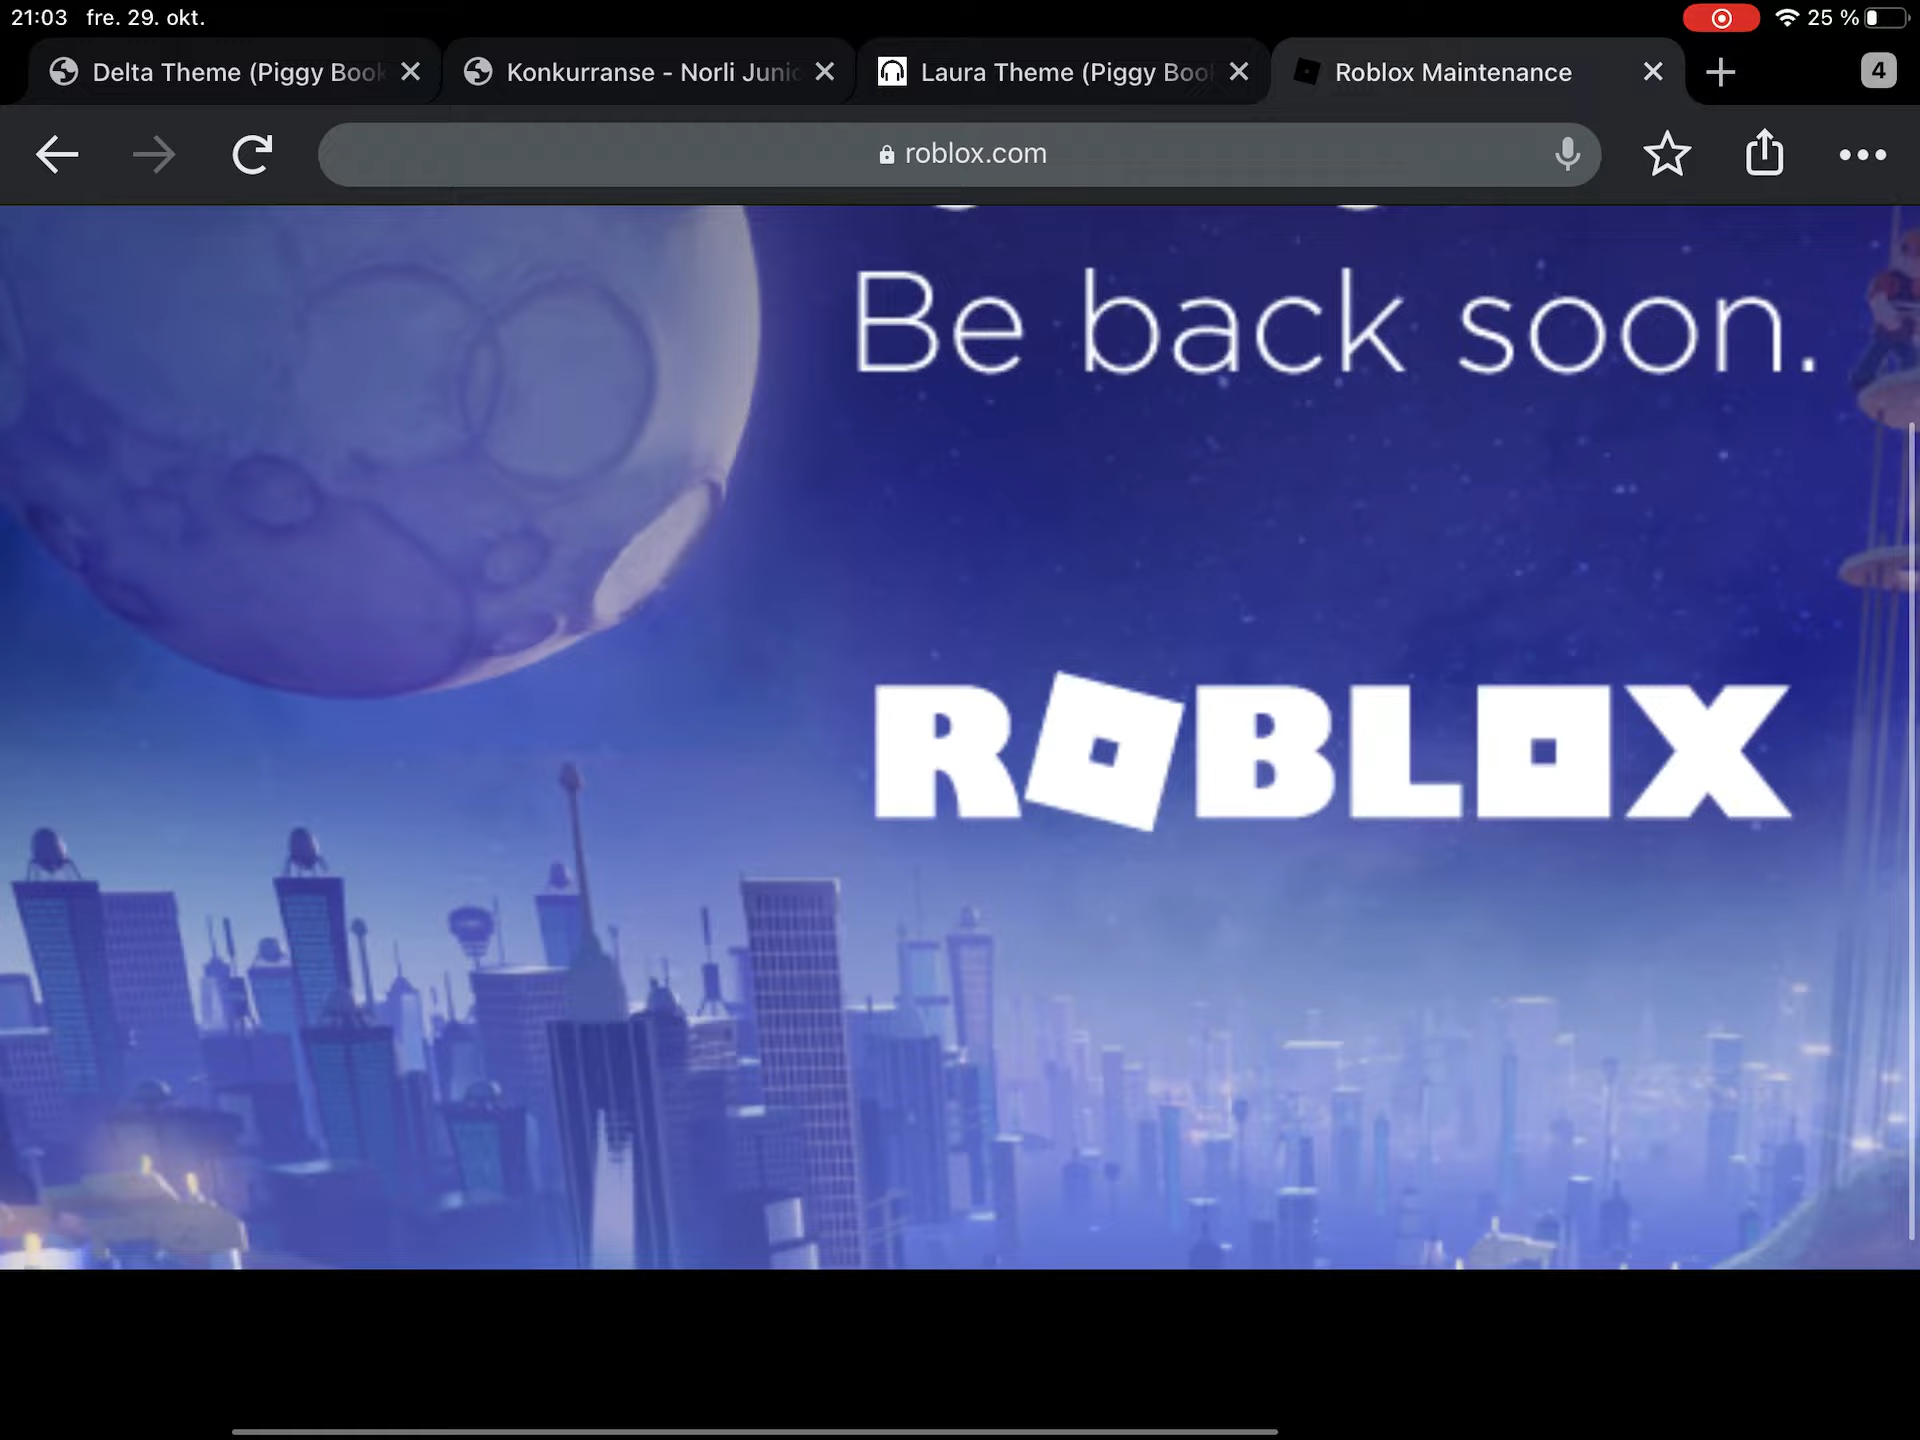 21:03 fre. 29. okt.
25 %
Delta Theme (Piggy Book
Konkurranse - Norli Junio
Laura Theme (Piggy Boo
Roblox Maintenance
4
roblox.com
Be back soon.
ROBLOX